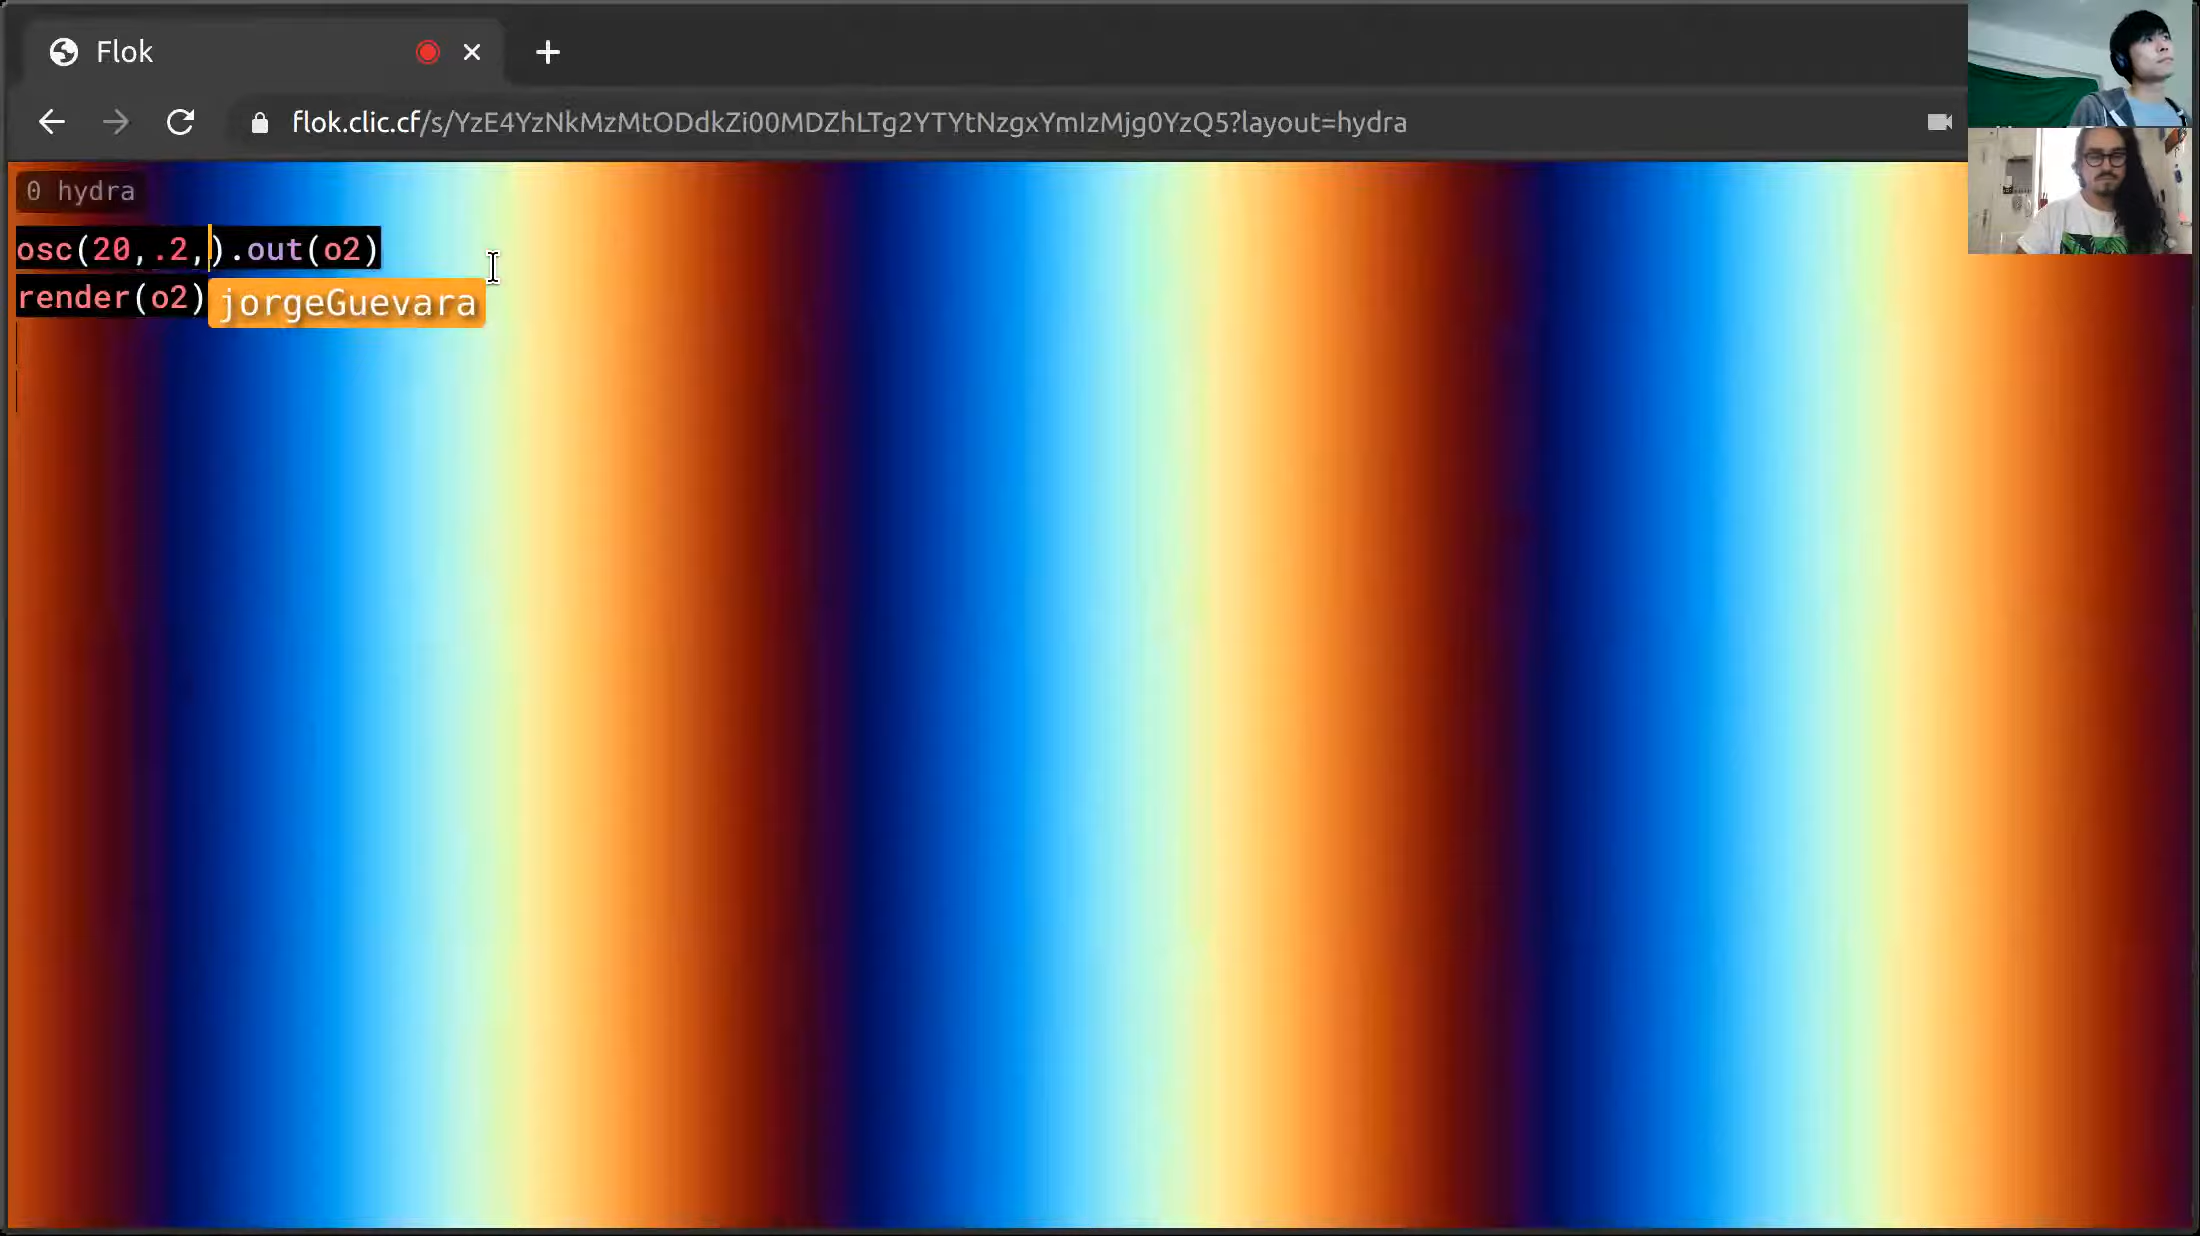 Flok
flok.clic.cf/s/YzE4YzNkMzMtODdkZi00MDZhLTg2YTYtNzgxYmIzMjg0YzQ5?layout=hydra
0 hydra
osc(20,.2,).out(o2)
render(o2)
jorgeGuevara